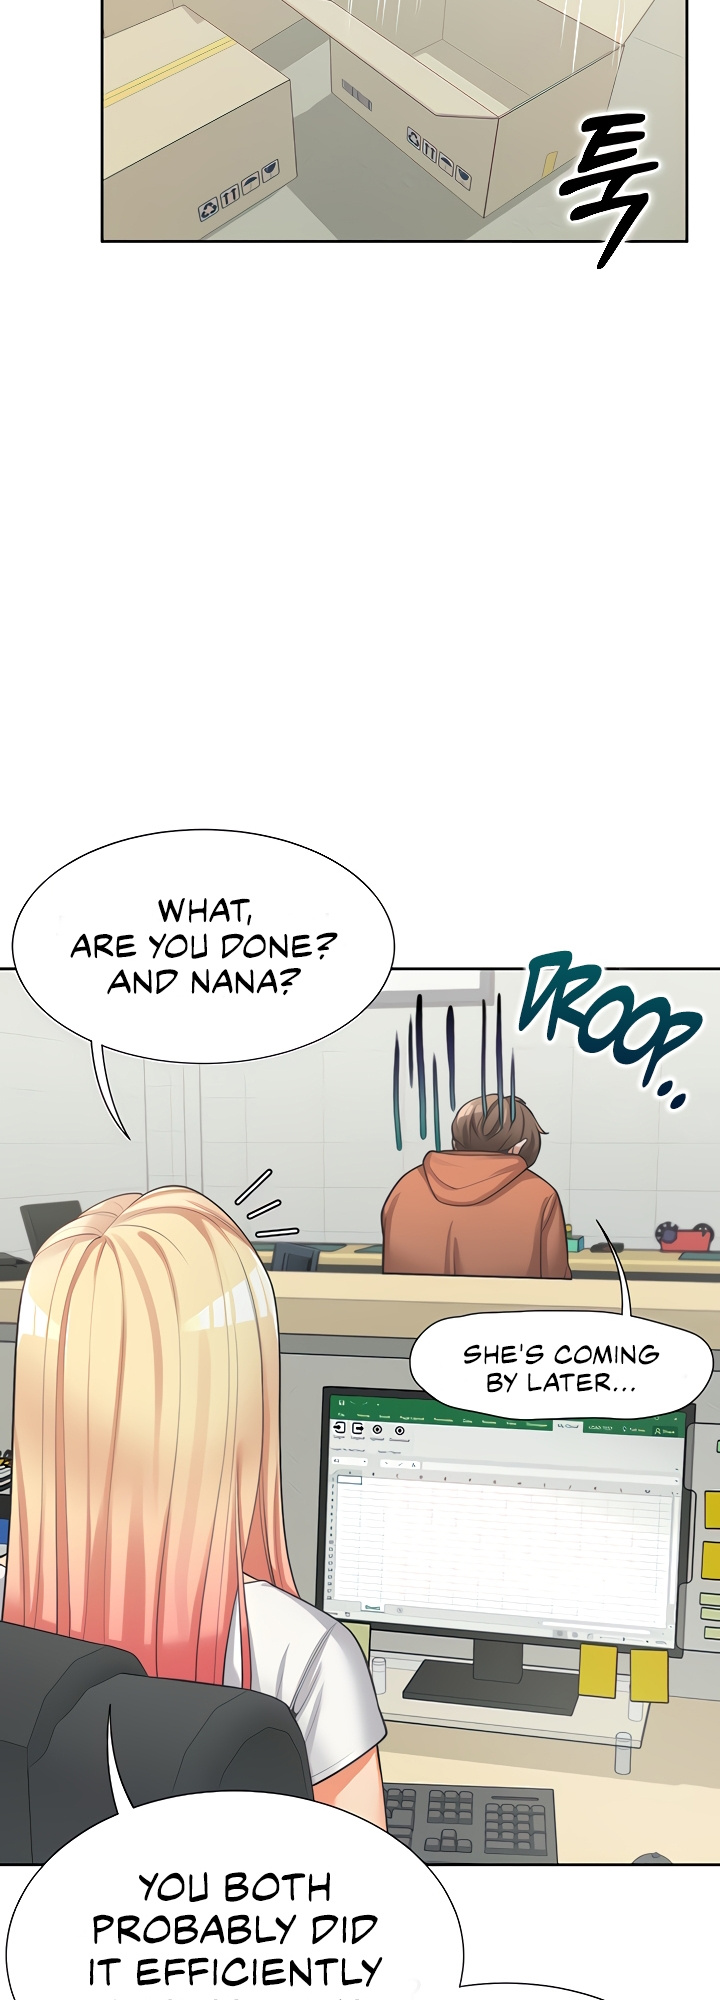 툭
WHAT,
ARE YOU DONE?
AND NANA?
DROOP..
SHE'S COMING
BY LATER...
YOU BOTH
PROBABLY DID
IT EFFICIENTLY